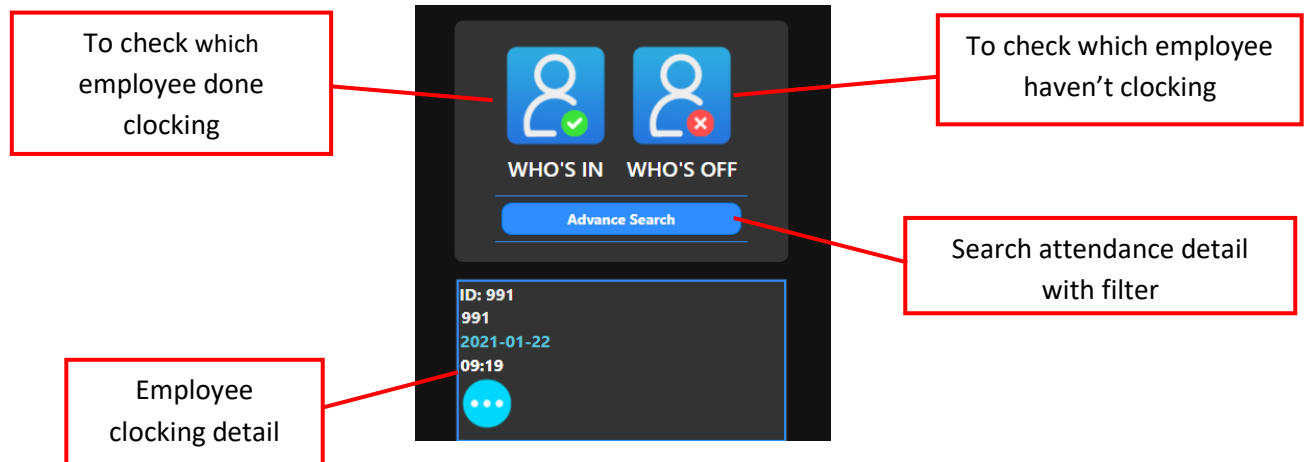 To check which
employee done
clocking
To check which employee
haven’t clocking
WHO'S IN
WHO'S OFF
Advance Search
Search attendance detail
with filter
ID: 991
991
2021-01-22
09:19
Employee
clocking detail